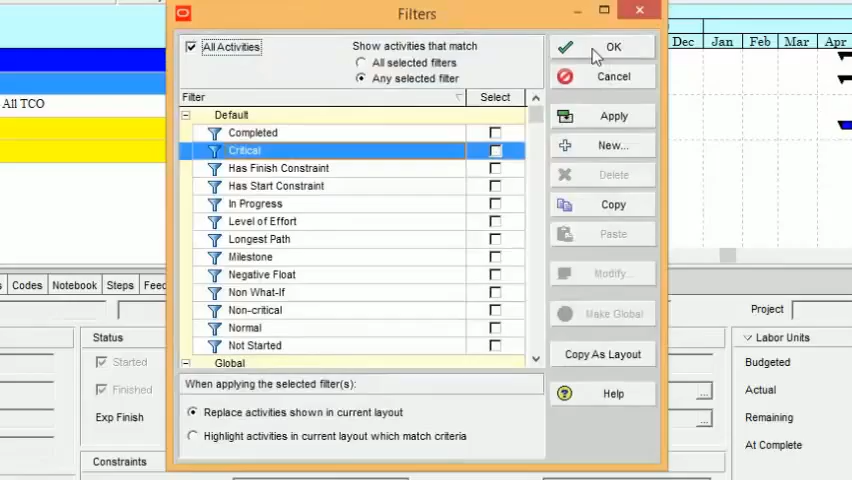 Filters
All Activities
Show activities that match
All selected filters
Any selected filter
Filter
Select
Default
Completed
Critical
Has Finish Constraint
Has Start Constraint
In Progress
Level of Effort
Longest Path
Milestone
Negative Float
Non What-If
Non-critical
Normal
Not Started
Global
When applying the selected filter(s):
Replace activities shown in current layout
Highlight activities in current layout which match criteria
OK
Cancel
Apply
New...
Delete
Copy
Paste
Modify...
Make Global
Copy As Layout
Help
All TCO
Dec Jan Feb Mar Apr
Codes Notebook Steps Feed
Status
Started
Finished
Exp Finish
Constraints
Project
Labor Units
Budgeted
Actual
Remaining
At Complete